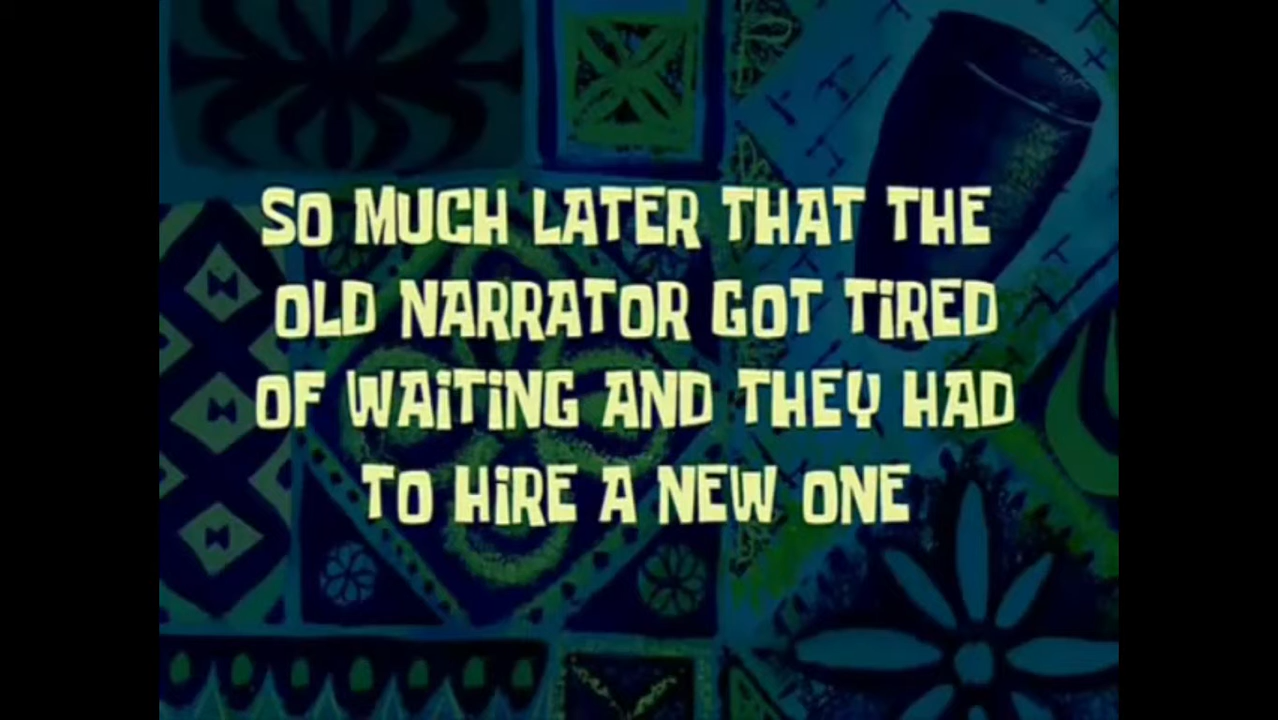 SO MUCH LATER THAT THE
OLD NARRATOR GOT TiRED
OF WAiTiNG AND THEY HAD
TO HiRE A NEW ONE